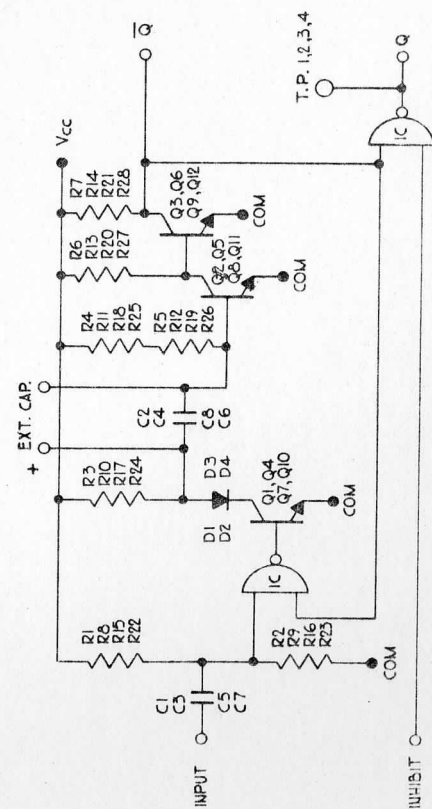 INPUT
C1
C3
C5
C7
R1
R8
R15
R22
R2
R9
R16
R23
COM
IC
+
EXT. CAP.
R3
R10
R17
R24
D1
D2
D3
D4
Q1,Q4
Q7,Q10
COM
C2
C4
C8
C6
R4
R11
R18
R25
R5
R12
R19
R26
R6
R13
R20
R27
Q2,Q5
Q8,Q11
COM
R7
R14
R21
R28
Vcc
Q3,Q6
Q9,Q12
COM
Q̅
T.P. 1,2,3,4
Q
IC
INHIBIT